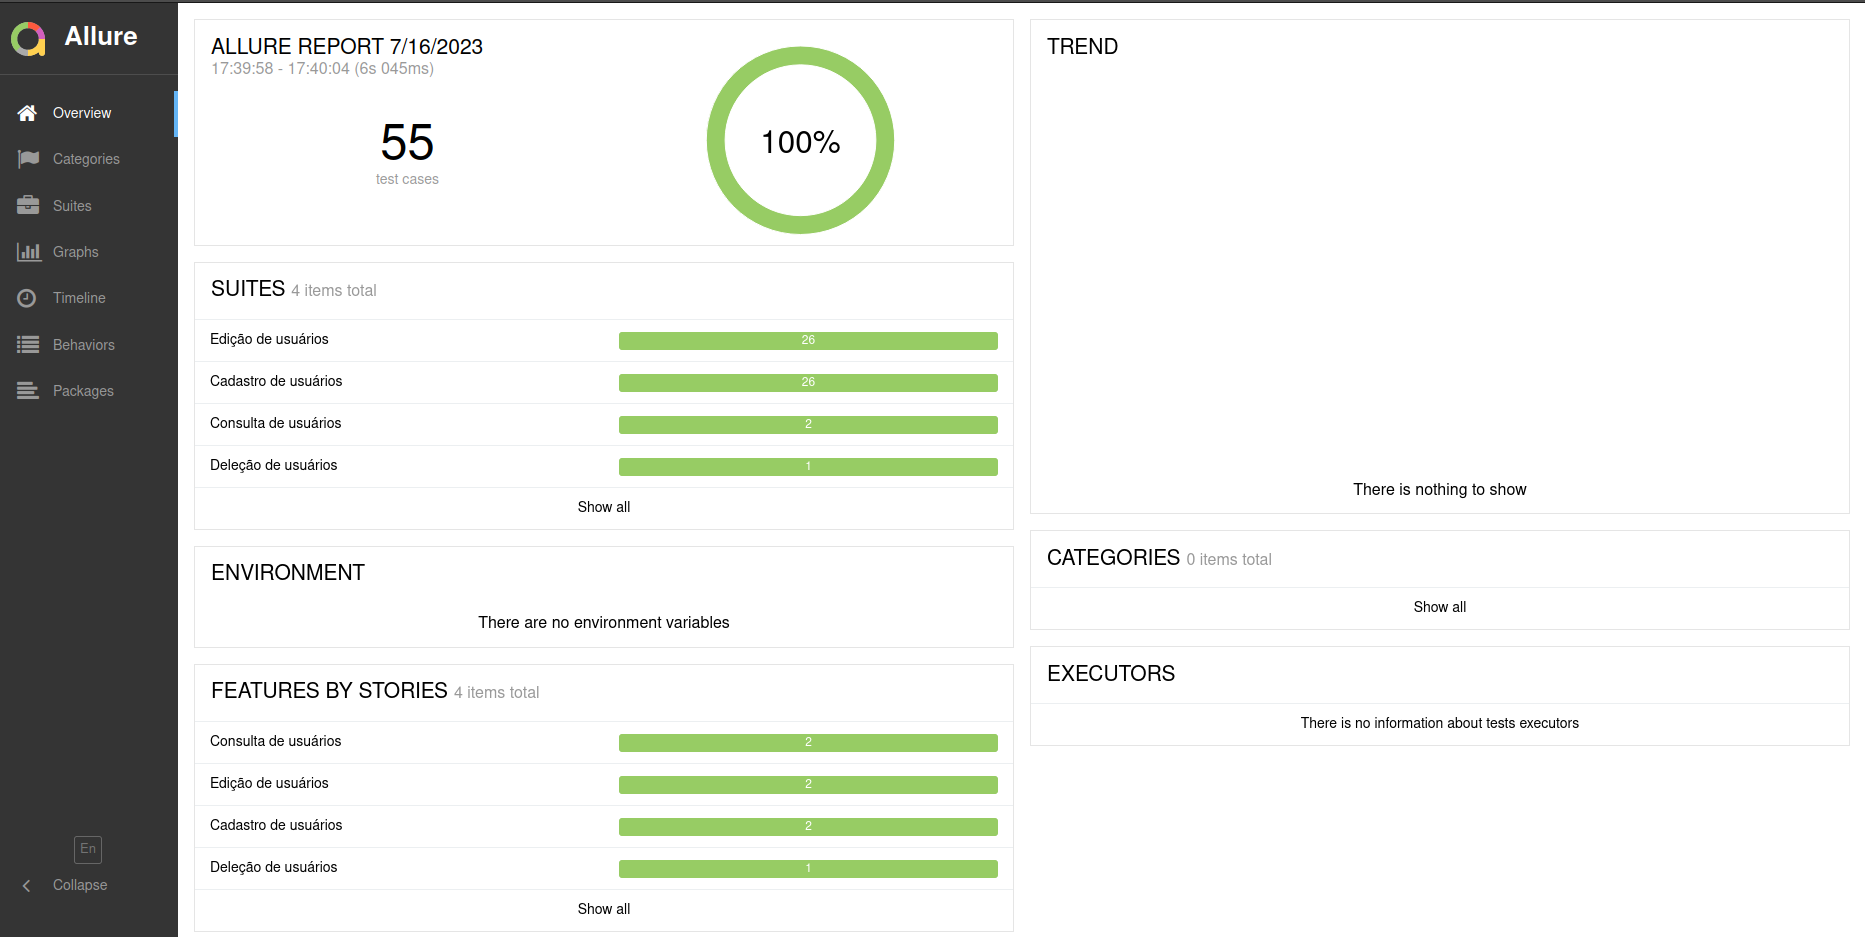 Allure
Overview
Categories
Suites
Graphs
Timeline
Behaviors
Packages
En
Collapse
ALLURE REPORT 7/16/2023
17:39:58 - 17:40:04 (6s 045ms)
55
test cases
100%
SUITES 4 items total
Edição de usuários 26
Cadastro de usuários 26
Consulta de usuários 2
Deleção de usuários 1
Show all
ENVIRONMENT
There are no environment variables
FEATURES BY STORIES 4 items total
Consulta de usuários 2
Edição de usuários 2
Cadastro de usuários 2
Deleção de usuários 1
Show all
TREND
There is nothing to show
CATEGORIES 0 items total
Show all
EXECUTORS
There is no information about tests executors